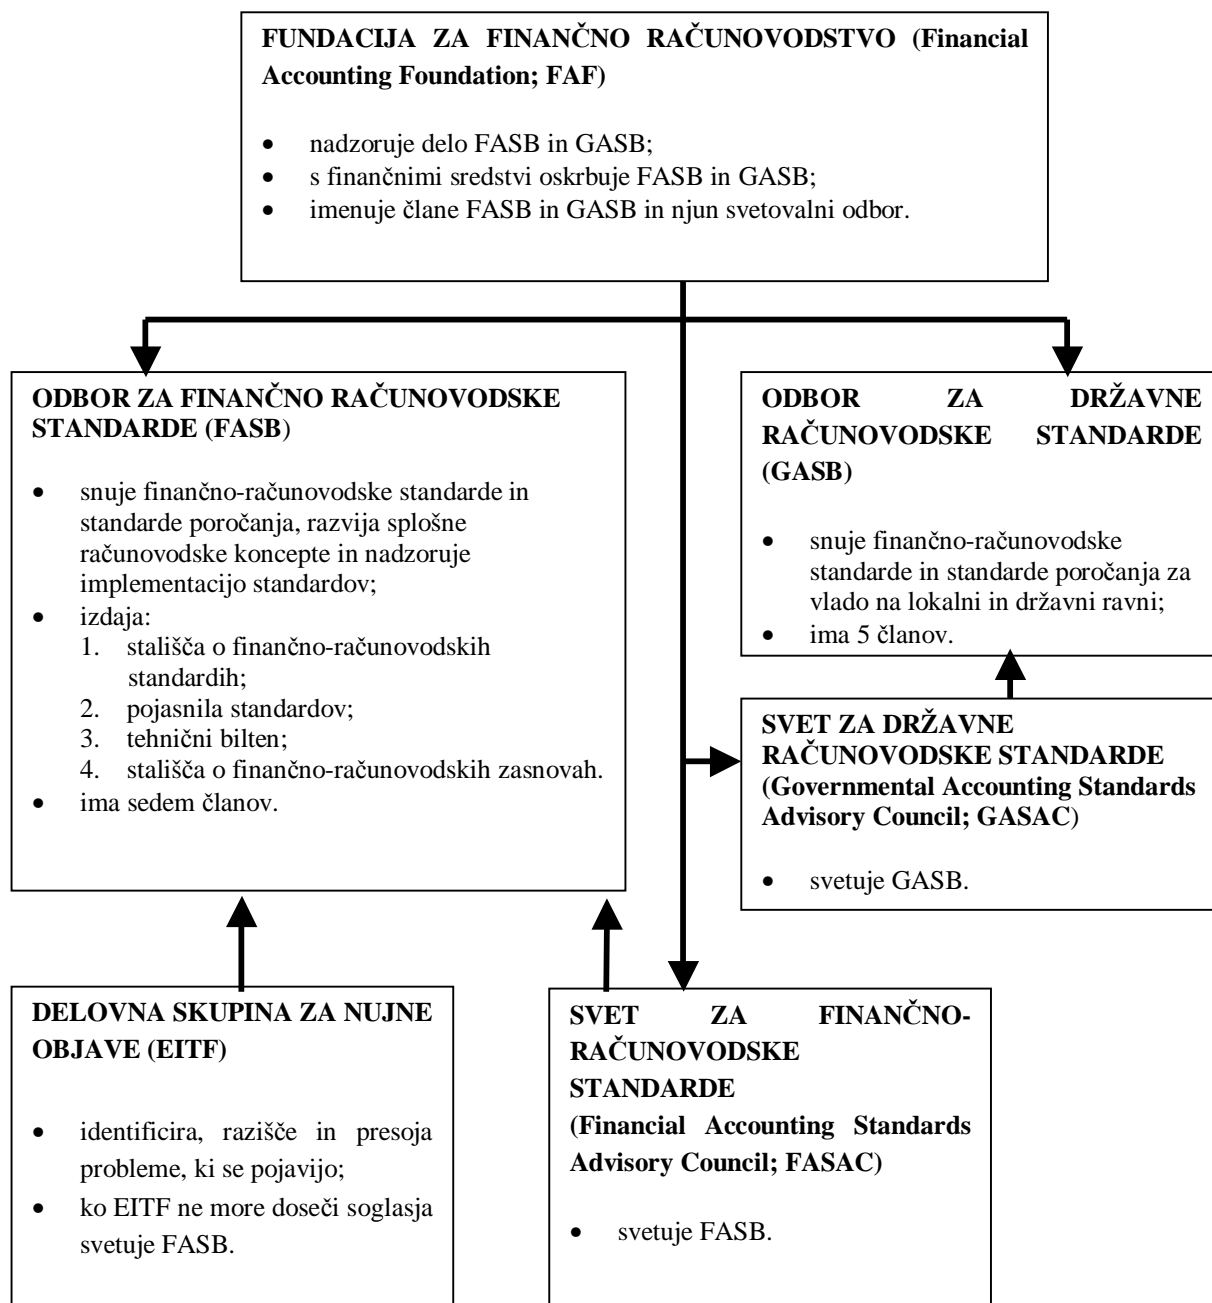 FUNDACIJA ZA FINANČNO RAČUNOVODSTVO (Financial
Accounting Foundation; FAF)
• nadzoruje delo FASB in GASB;
• s finančnimi sredstvi oskrbuje FASB in GASB;
• imenuje člane FASB in GASB in njun svetovalni odbor.
ODBOR ZA FINANČNO RAČUNOVODSKE
STANDARDE (FASB)
• snuje finančno-računovodske standarde in
standarde poročanja, razvija splošne
računovodske koncepte in nadzoruje
implementacijo standardov;
• izdaja:
1. stališča o finančno-računovodskih
standardih;
2. pojasnila standardov;
3. tehnični bilten;
4. stališča o finančno-računovodskih zasnovah.
• ima sedem članov.
ODBOR ZA DRŽAVNE
RAČUNOVODSKE STANDARDE
(GASB)
• snuje finančno-računovodske
standarde in standarde poročanja za
vlado na lokalni in državni ravni;
• ima 5 članov.
SVET ZA DRŽAVNE
RAČUNOVODSKE STANDARDE
(Governmental Accounting Standards
Advisory Council; GASAC)
• svetuje GASB.
DELOVNA SKUPINA ZA NUJNE
OBJAVE (EITF)
• identificira, razišče in presoja
probleme, ki se pojavijo;
• ko EITF ne more doseči soglasja
svetuje FASB.
SVET ZA FINANČNO-
RAČUNOVODSKE
STANDARDE
(Financial Accounting Standards
Advisory Council; FASAC)
• svetuje FASB.